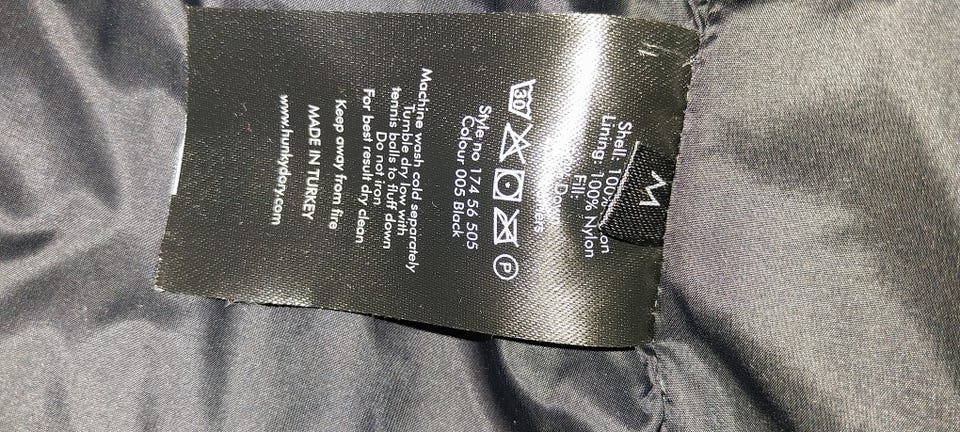 M
Shell: 100%
Lining: 100% Nylon
Fill:
30 P
Style no 174 56 505
Colour 005 Black
Machine wash cold separately
Tumble dry low with
tennis balls to fluff down
Do not iron
For best result dry clean
Keep away from fire
MADE IN TURKEY
www.hunkydory.com